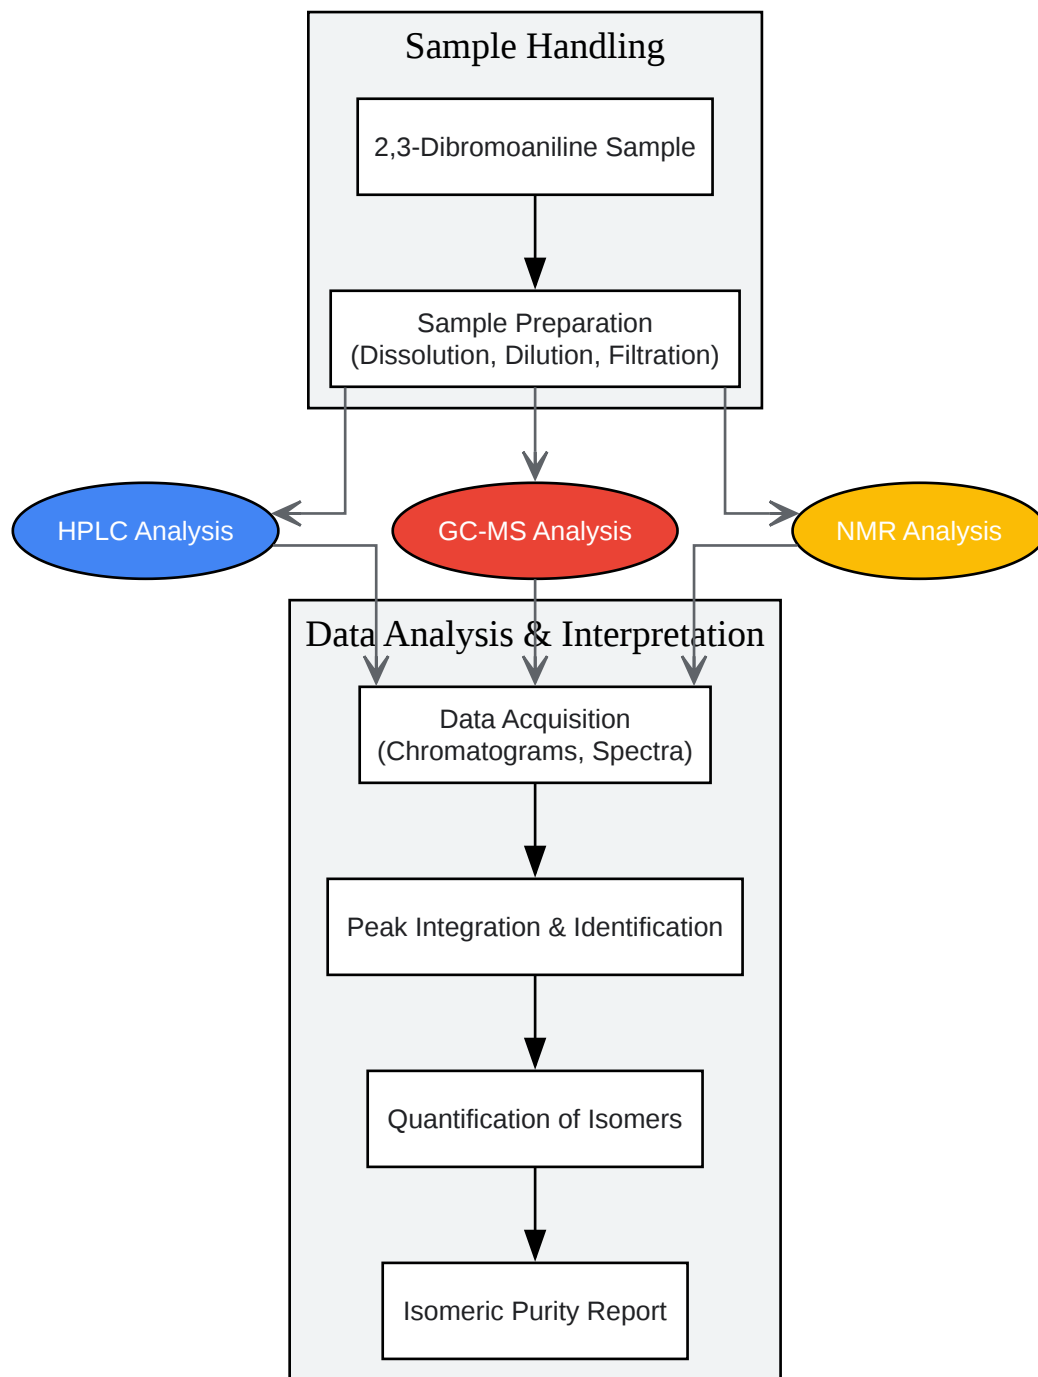 Sample Handling
2,3-Dibromoaniline Sample
Sample Preparation
(Dissolution, Dilution, Filtration)
HPLC Analysis
GC-MS Analysis
NMR Analysis
Data Analysis & Interpretation
Data Acquisition
(Chromatograms, Spectra)
Peak Integration & Identification
Quantification of Isomers
Isomeric Purity Report